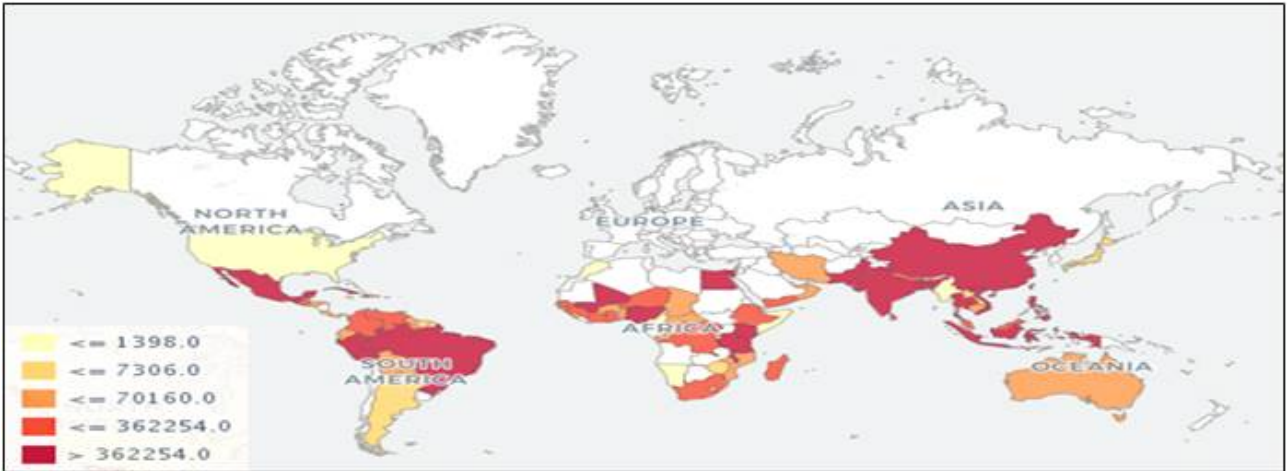 NORTH
AMERICA
EUROPE
ASIA
AFRICA
SOUTH
AMERICA
OCEANIA
<= 1398.0
<= 7306.0
<= 70160.0
<= 362254.0
> 362254.0